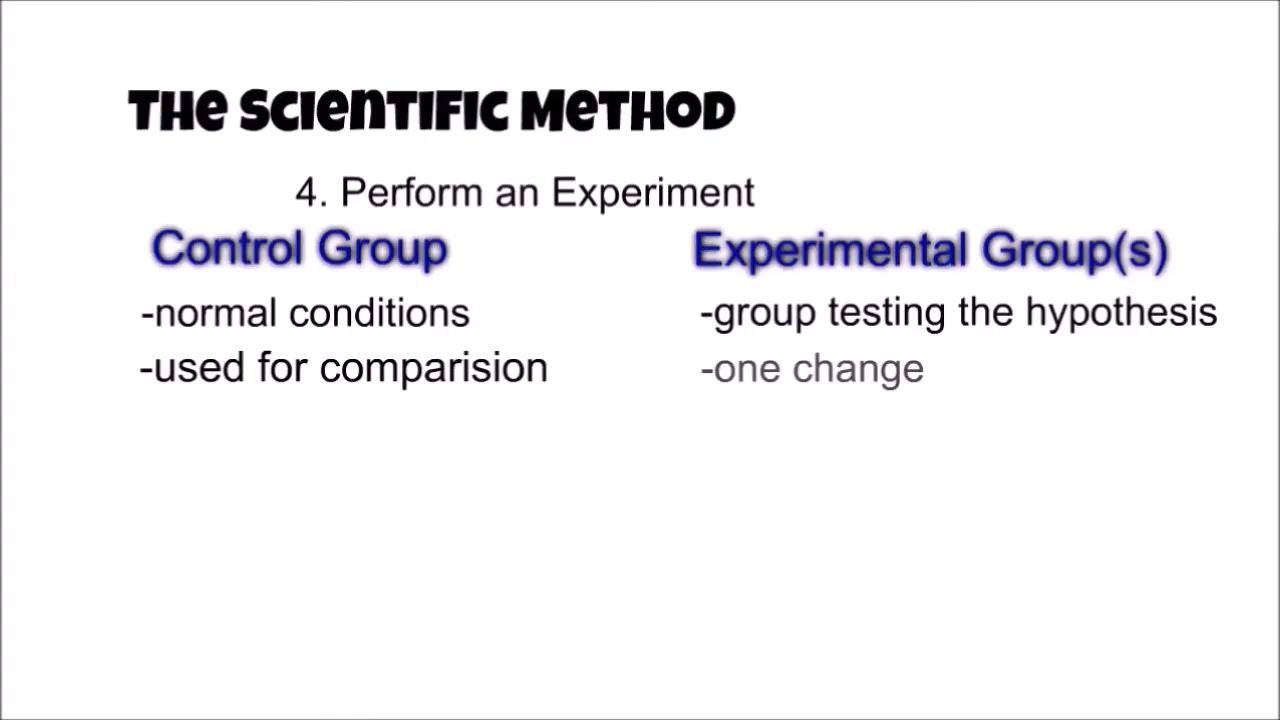 The Scientific Method
4. Perform an Experiment
Control Group
-normal conditions
-used for comparision
Experimental Group(s)
-group testing the hypothesis
-one change